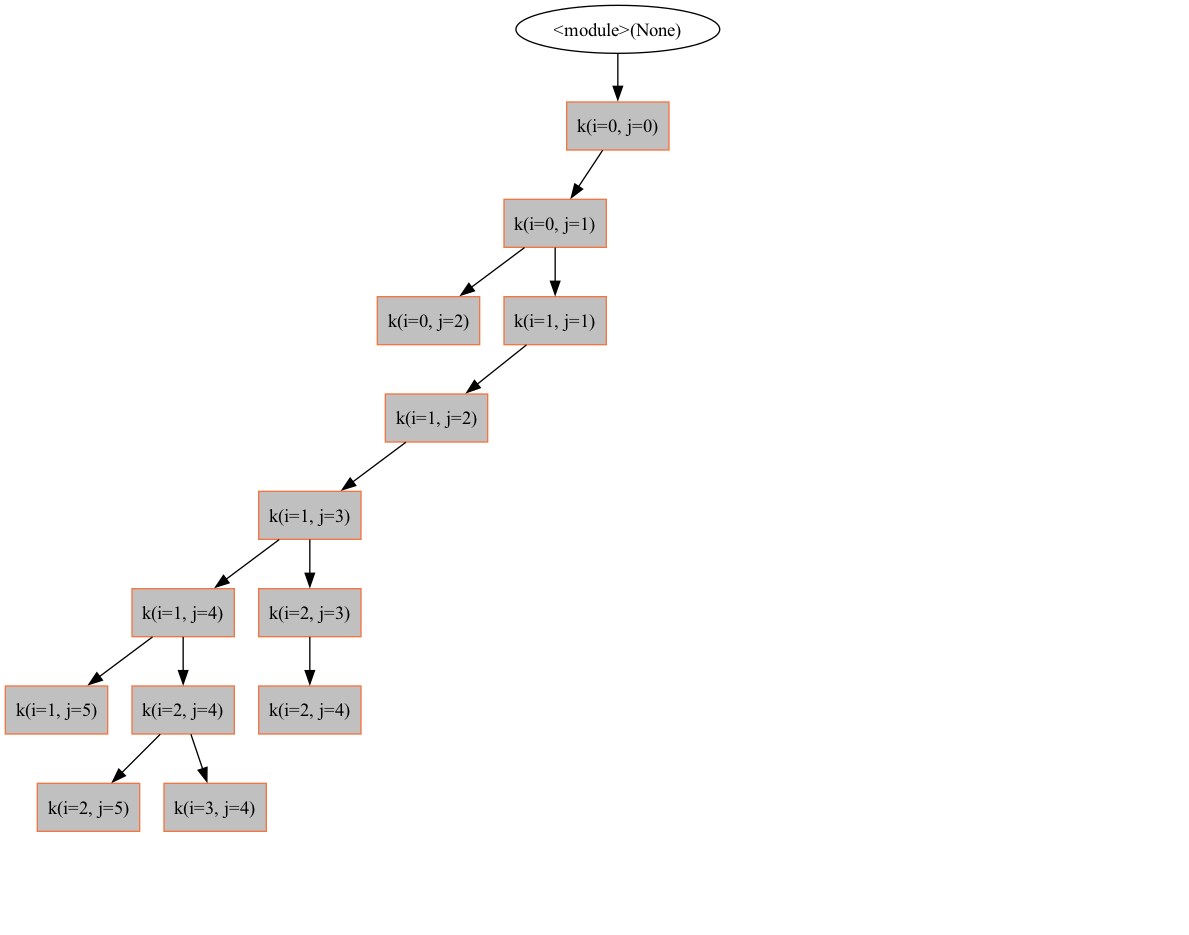 <module>(None)
k(i=0, j=0)
k(i=0, j=1)
k(i=0, j=2)
k(i=1, j=1)
k(i=1, j=2)
k(i=1, j=3)
k(i=1, j=4)
k(i=2, j=3)
k(i=1, j=5)
k(i=2, j=4)
k(i=2, j=4)
k(i=2, j=5)
k(i=3, j=4)